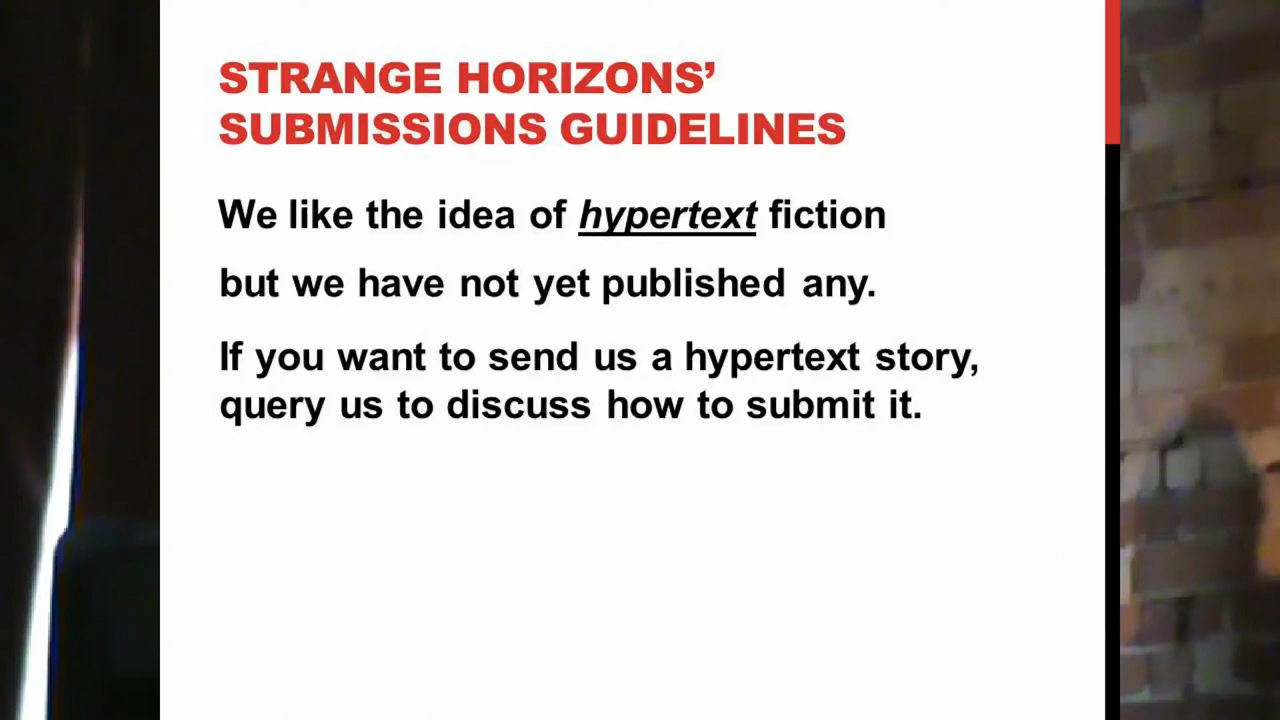 STRANGE HORIZONS’
SUBMISSIONS GUIDELINES
We like the idea of hypertext fiction
but we have not yet published any.
If you want to send us a hypertext story,
query us to discuss how to submit it.